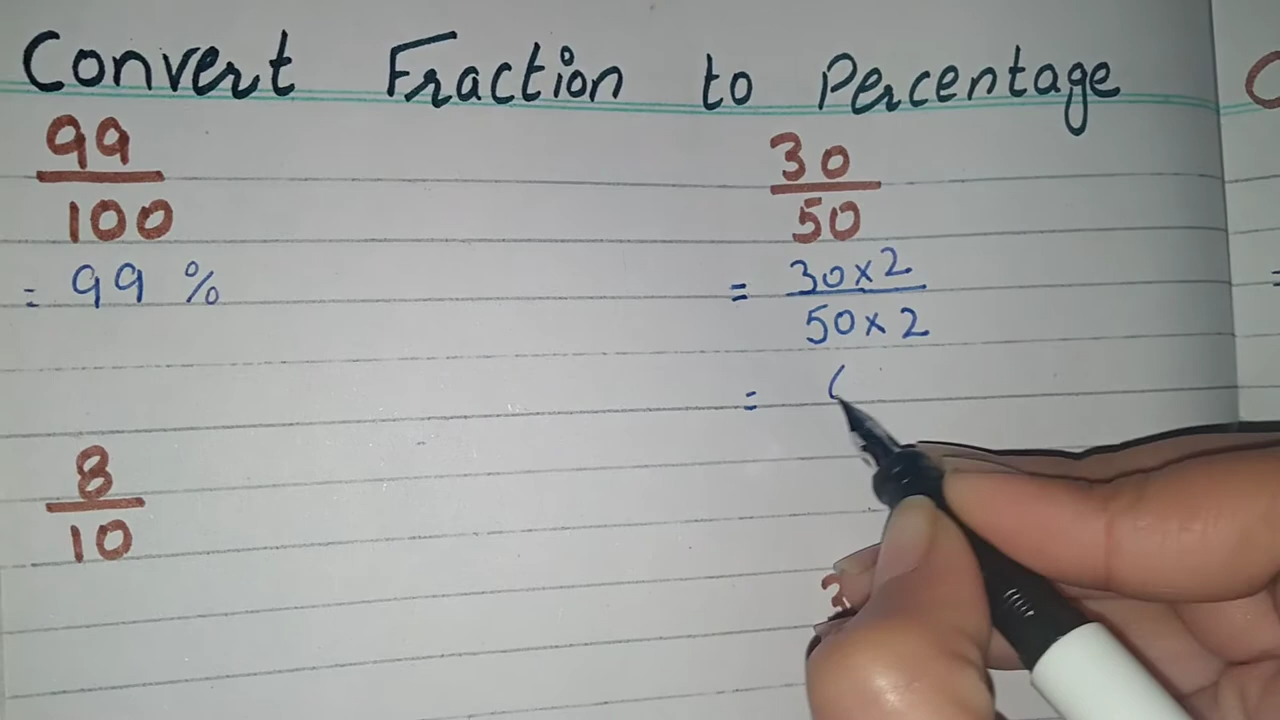 Convert Fraction to Percentage
99
100
= 99 %
30
50
= 30 x 2
50 x 2
=
8
10